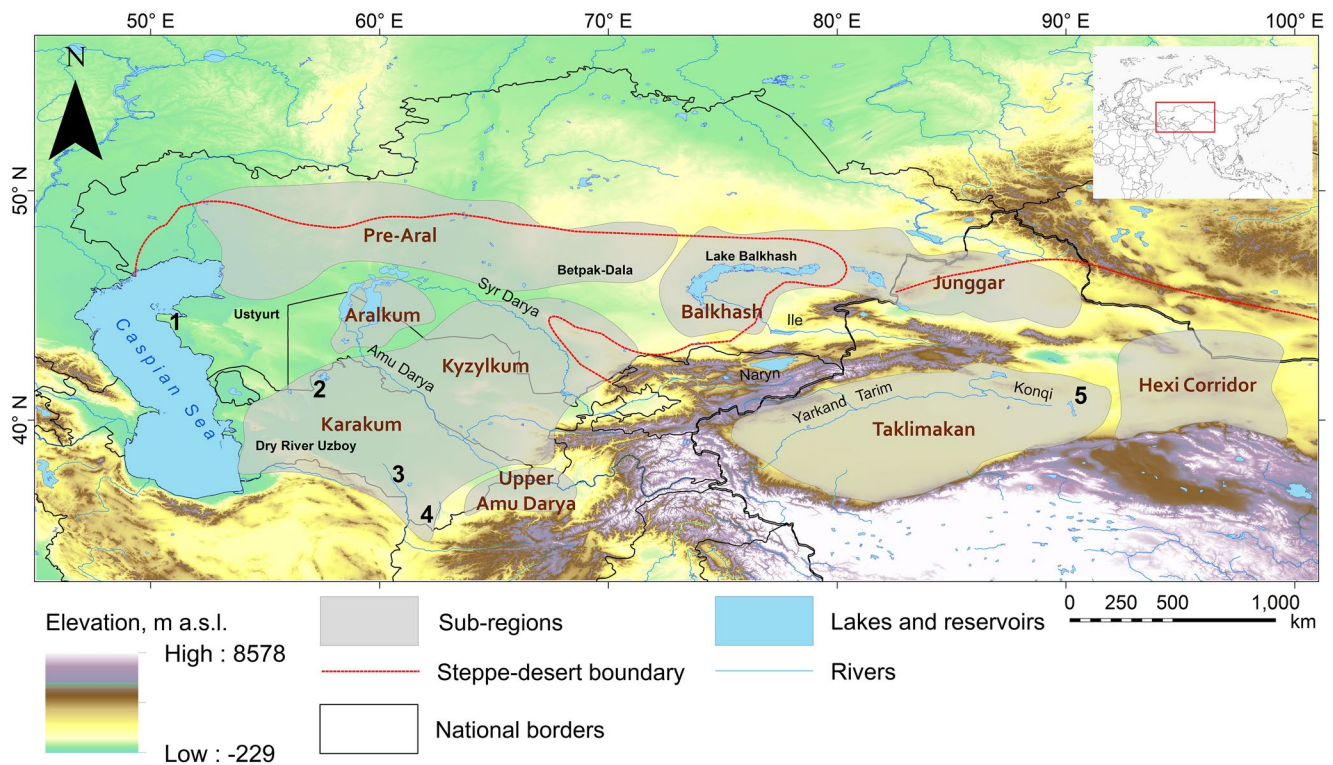 50° E
60° E
70° E
80° E
90° E
100° E
N
50° N
40° N
Pre-Aral
Betpak-Dala
Lake Balkhash
Balkhash
Junggar
Syr Darya
Ustyurt
Aralkum
1
Caspian Sea
Amu Darya
Kyzylkum
Ile
Naryn
2
Karakum
Dry River Uzboy
3
4
Upper
Amu Darya
Yarkand
Tarim
Konqi
5
Taklimakan
Hexi Corridor
Elevation, m a.s.l.
High : 8578
Low : -229
Sub-regions
Steppe-desert boundary
National borders
Lakes and reservoirs
Rivers
0 250 500 1,000
km